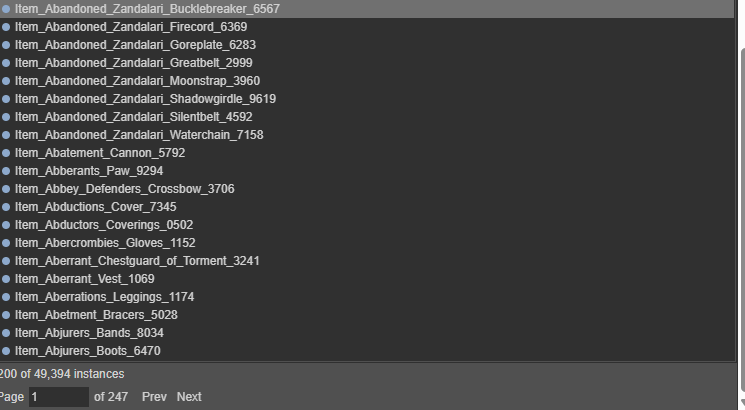 Item_Abandoned_Zandalari_Bucklebreaker_6567
Item_Abandoned_Zandalari_Firecord_6369
Item_Abandoned_Zandalari_Goreplate_6283
Item_Abandoned_Zandalari_Greatbelt_2999
Item_Abandoned_Zandalari_Moonstrap_3960
Item_Abandoned_Zandalari_Shadowgirdle_9619
Item_Abandoned_Zandalari_Silentbelt_4592
Item_Abandoned_Zandalari_Waterchain_7158
Item_Abatement_Cannon_5792
Item_Abberants_Paw_9294
Item_Abbey_Defenders_Crossbow_3706
Item_Abductions_Cover_7345
Item_Abductors_Coverings_0502
Item_Abercrombies_Gloves_1152
Item_Aberrant_Chestguard_of_Torment_3241
Item_Aberrant_Vest_1069
Item_Aberrations_Leggings_1174
Item_Abetment_Bracers_5028
Item_Abjurers_Bands_8034
Item_Abjurers_Boots_6470
200 of 49,394 instances
Page 1 of 247 Prev Next